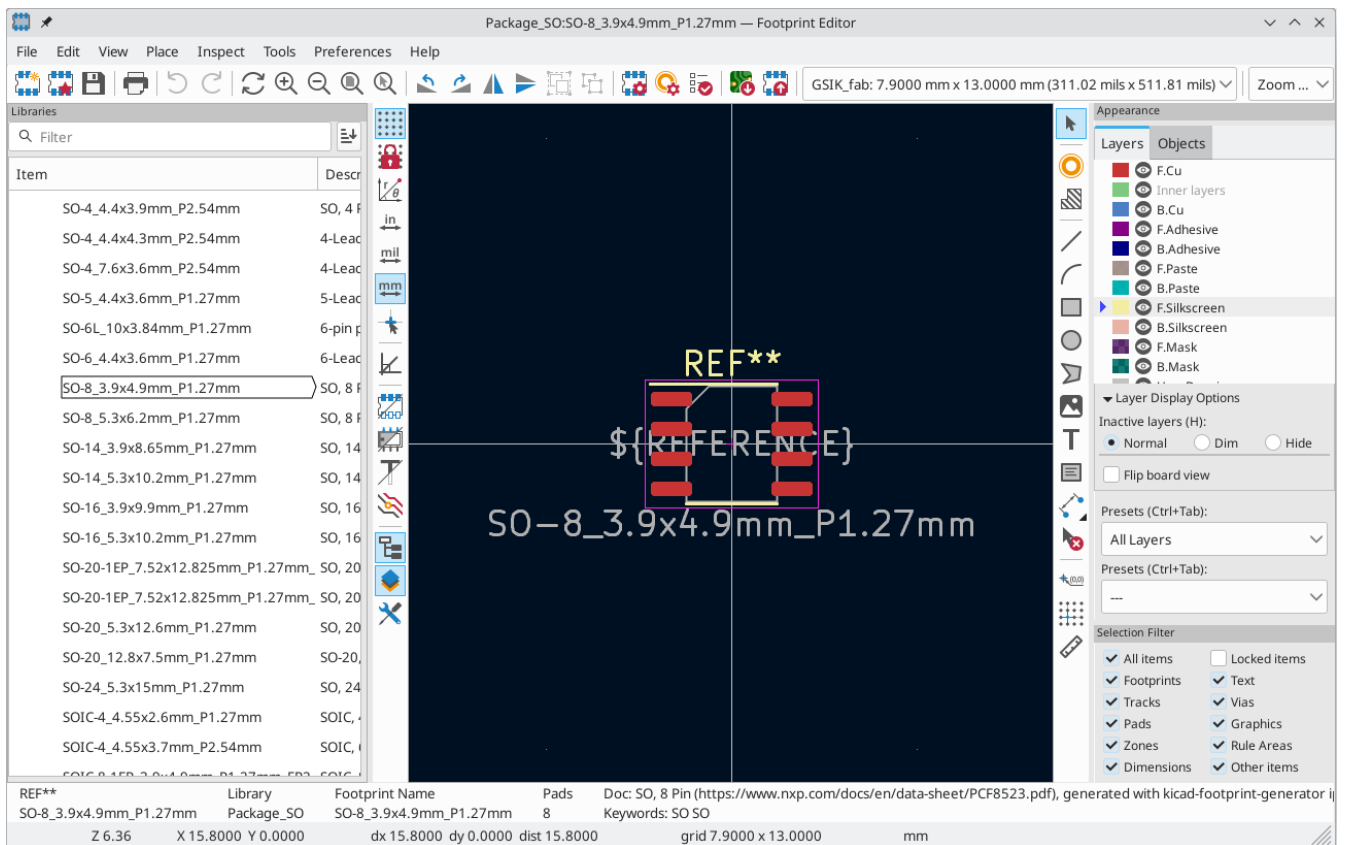 Package_SO:SO-8_3.9x4.9mm_P1.27mm — Footprint Editor
File Edit View Place Inspect Tools Preferences Help
GSIK_fab: 7.9000 mm x 13.0000 mm (311.02 mils x 511.81 mils) Zoom ...
Libraries
Filter
Item Descr
SO-4_4.4x3.9mm_P2.54mm SO, 4 P
SO-4_4.4x4.3mm_P2.54mm 4-Leac
SO-4_7.6x3.6mm_P2.54mm 4-Leac
SO-5_4.4x3.6mm_P1.27mm 5-Leac
SO-6L_10x3.84mm_P1.27mm 6-pin p
SO-6_4.4x3.6mm_P1.27mm 6-Leac
SO-8_3.9x4.9mm_P1.27mm SO, 8 P
SO-8_5.3x6.2mm_P1.27mm SO, 8 P
SO-14_3.9x8.65mm_P1.27mm SO, 14
SO-14_5.3x10.2mm_P1.27mm SO, 14
SO-16_3.9x9.9mm_P1.27mm SO, 16
SO-16_5.3x10.2mm_P1.27mm SO, 16
SO-20-1EP_7.52x12.825mm_P1.27mm_ SO, 20
SO-20-1EP_7.52x12.825mm_P1.27mm_ SO, 20
SO-20_5.3x12.6mm_P1.27mm SO, 20
SO-20_12.8x7.5mm_P1.27mm SO-20,
SO-24_5.3x15mm_P1.27mm SO, 24
SOIC-4_4.55x2.6mm_P1.27mm SOIC,
SOIC-4_4.55x3.7mm_P2.54mm SOIC,
in
mil
mm
REF**
${REFERENCE}
SO-8_3.9x4.9mm_P1.27mm
T
(0,0)
Appearance
Layers Objects
F.Cu
Inner layers
B.Cu
F.Adhesive
B.Adhesive
F.Paste
B.Paste
F.Silkscreen
B.Silkscreen
F.Mask
B.Mask
Layer Display Options
Inactive layers (H):
Normal Dim Hide
Flip board view
Presets (Ctrl+Tab):
All Layers
Presets (Ctrl+Tab):
---
Selection Filter
All items Locked items
Footprints Text
Tracks Vias
Pads Graphics
Zones Rule Areas
Dimensions Other items
REF** Library Footprint Name Pads Doc: SO, 8 Pin (https://www.nxp.com/docs/en/data-sheet/PCF8523.pdf), generated with kicad-footprint-generator
SO-8_3.9x4.9mm_P1.27mm Package_SO SO-8_3.9x4.9mm_P1.27mm 8 Keywords: SO SO
Z 6.36 X 15.8000 Y 0.0000 dx 15.8000 dy 0.0000 dist 15.8000 grid 7.9000 x 13.0000 mm